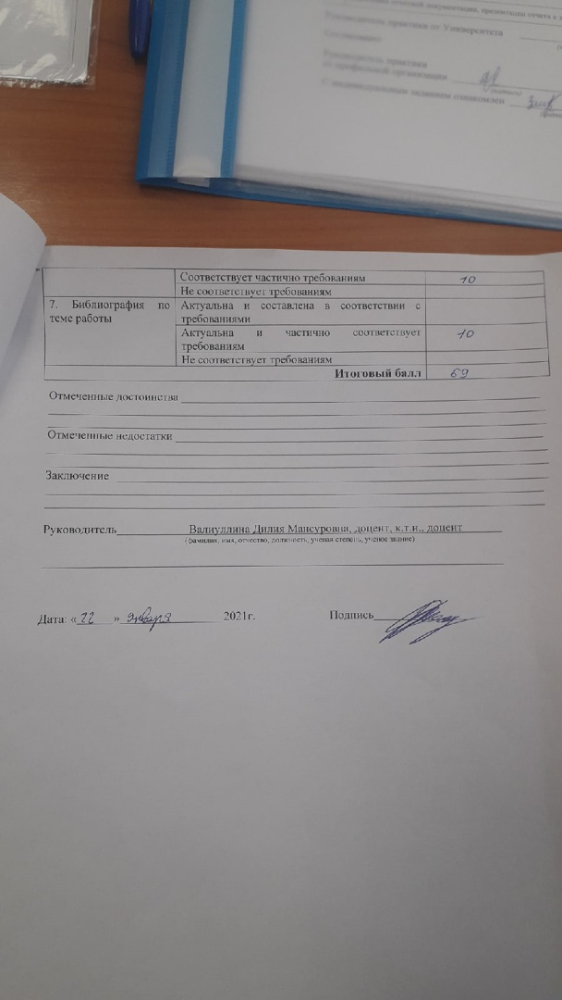 Руководитель практики от Университета
Согласовано
Руководитель практики
от профильной организации
С индивидуальным заданием ознакомлен
Соответствует частично требованиям 10
Не соответствует требованиям
7. Библиография по Актуальна и составлена в соответствии с
теме работы требованиями
Актуальна и частично соответствует 10
требованиям
Не соответствует требованиям
Итоговый балл 69
Отмеченные достоинства
Отмеченные недостатки
Заключение
Руководитель Валиуллина Дилия Мансуровна, доцент, к.т.н., доцент
(фамилия, имя, отчество, должность, ученая степень, ученое звание)
Дата: «22» января 2021г. Подпись